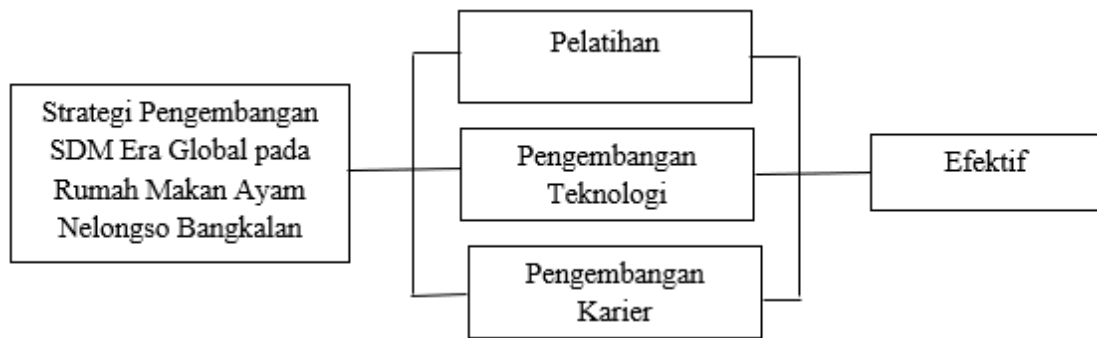 Strategi Pengembangan
SDM Era Global pada
Rumah Makan Ayam
Nelongso Bangkalan
Pelatihan
Pengembangan
Teknologi
Pengembangan
Karier
Efektif